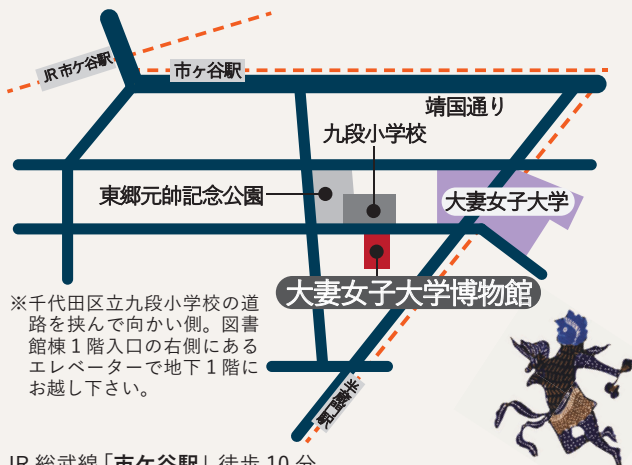 JR市ケ谷駅
市ヶ谷駅
靖国通り
九段小学校
東郷元帥記念公園
大妻女子大学
大妻女子大学博物館
※千代田区立九段小学校の道
路を挟んで向かい側。図書
館棟1階入口の右側にある
エレベーターで地下1階に
お越し下さい。
半蔵門駅
JR 総武線「市ケ谷駅」徒歩 10 分